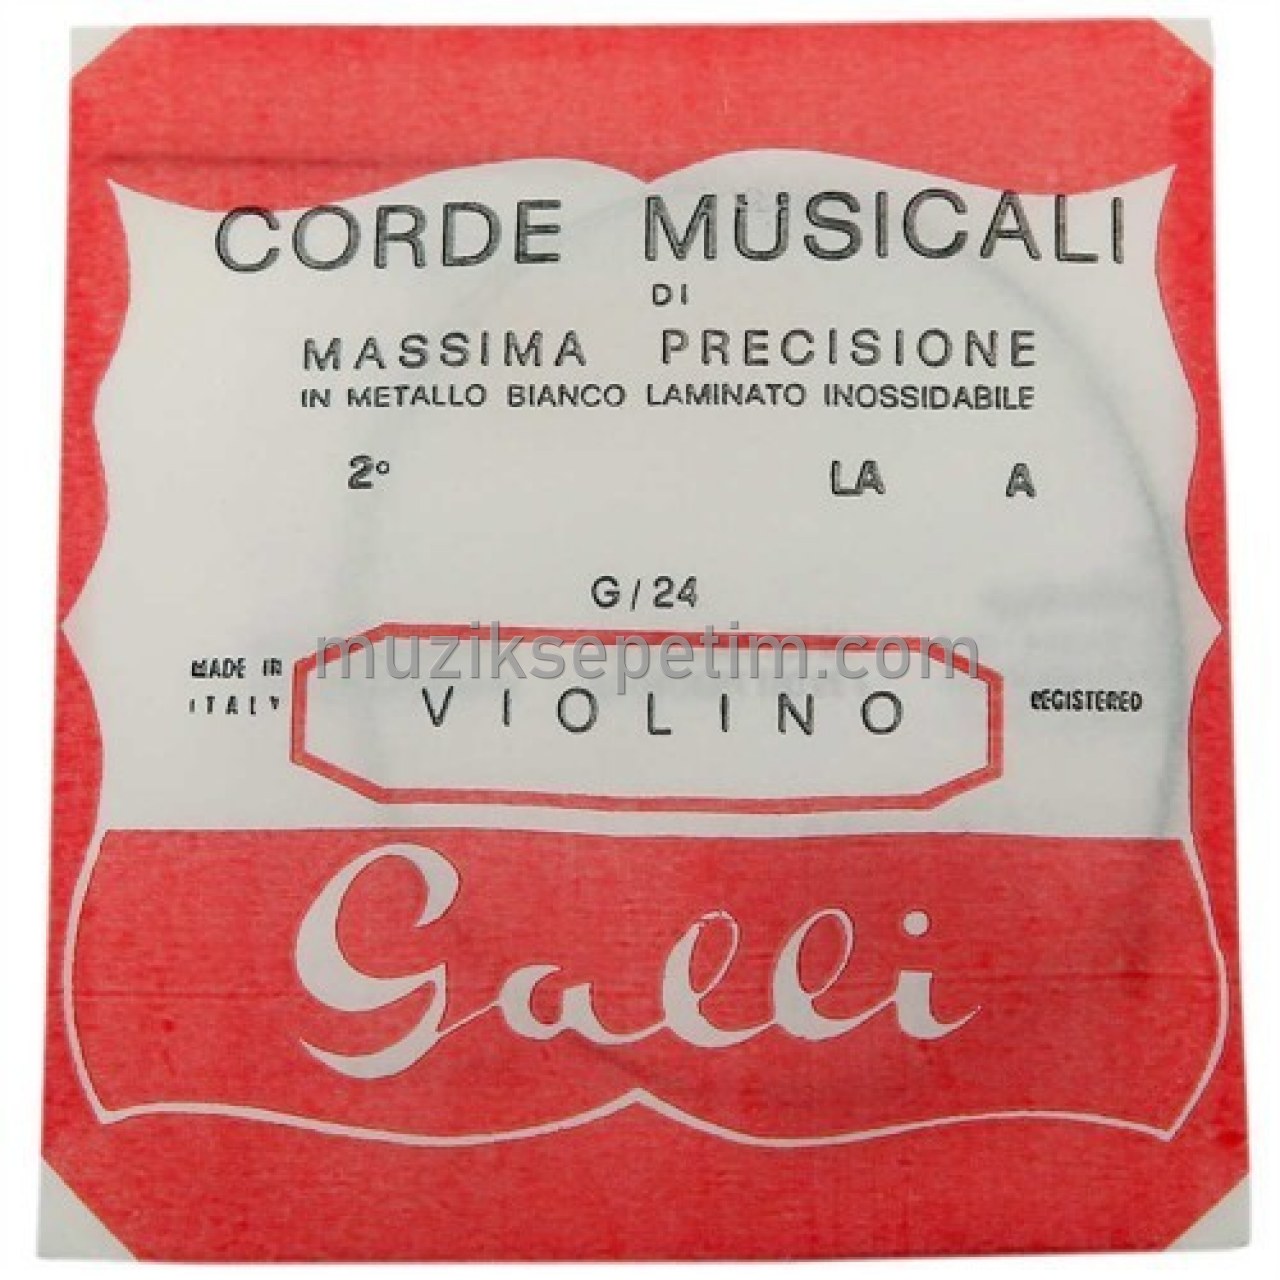 CORDE MÜSICALI
DI
MASSIMA PRECISIONE
IN METALLO BIANCO LAMINATO INOSSIDABILE
2° LA A
G/24
muziksepetim.com
MADE IN
ITALY
VIOLINO
REGISTERED
Galli